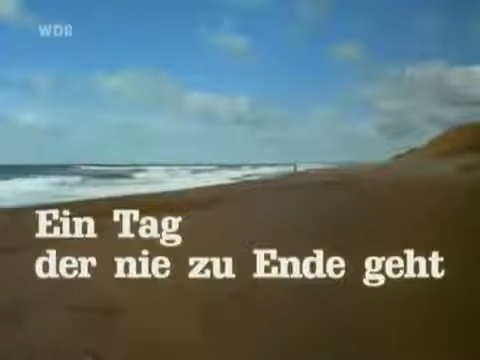 WDR
Ein Tag
der nie zu Ende geht